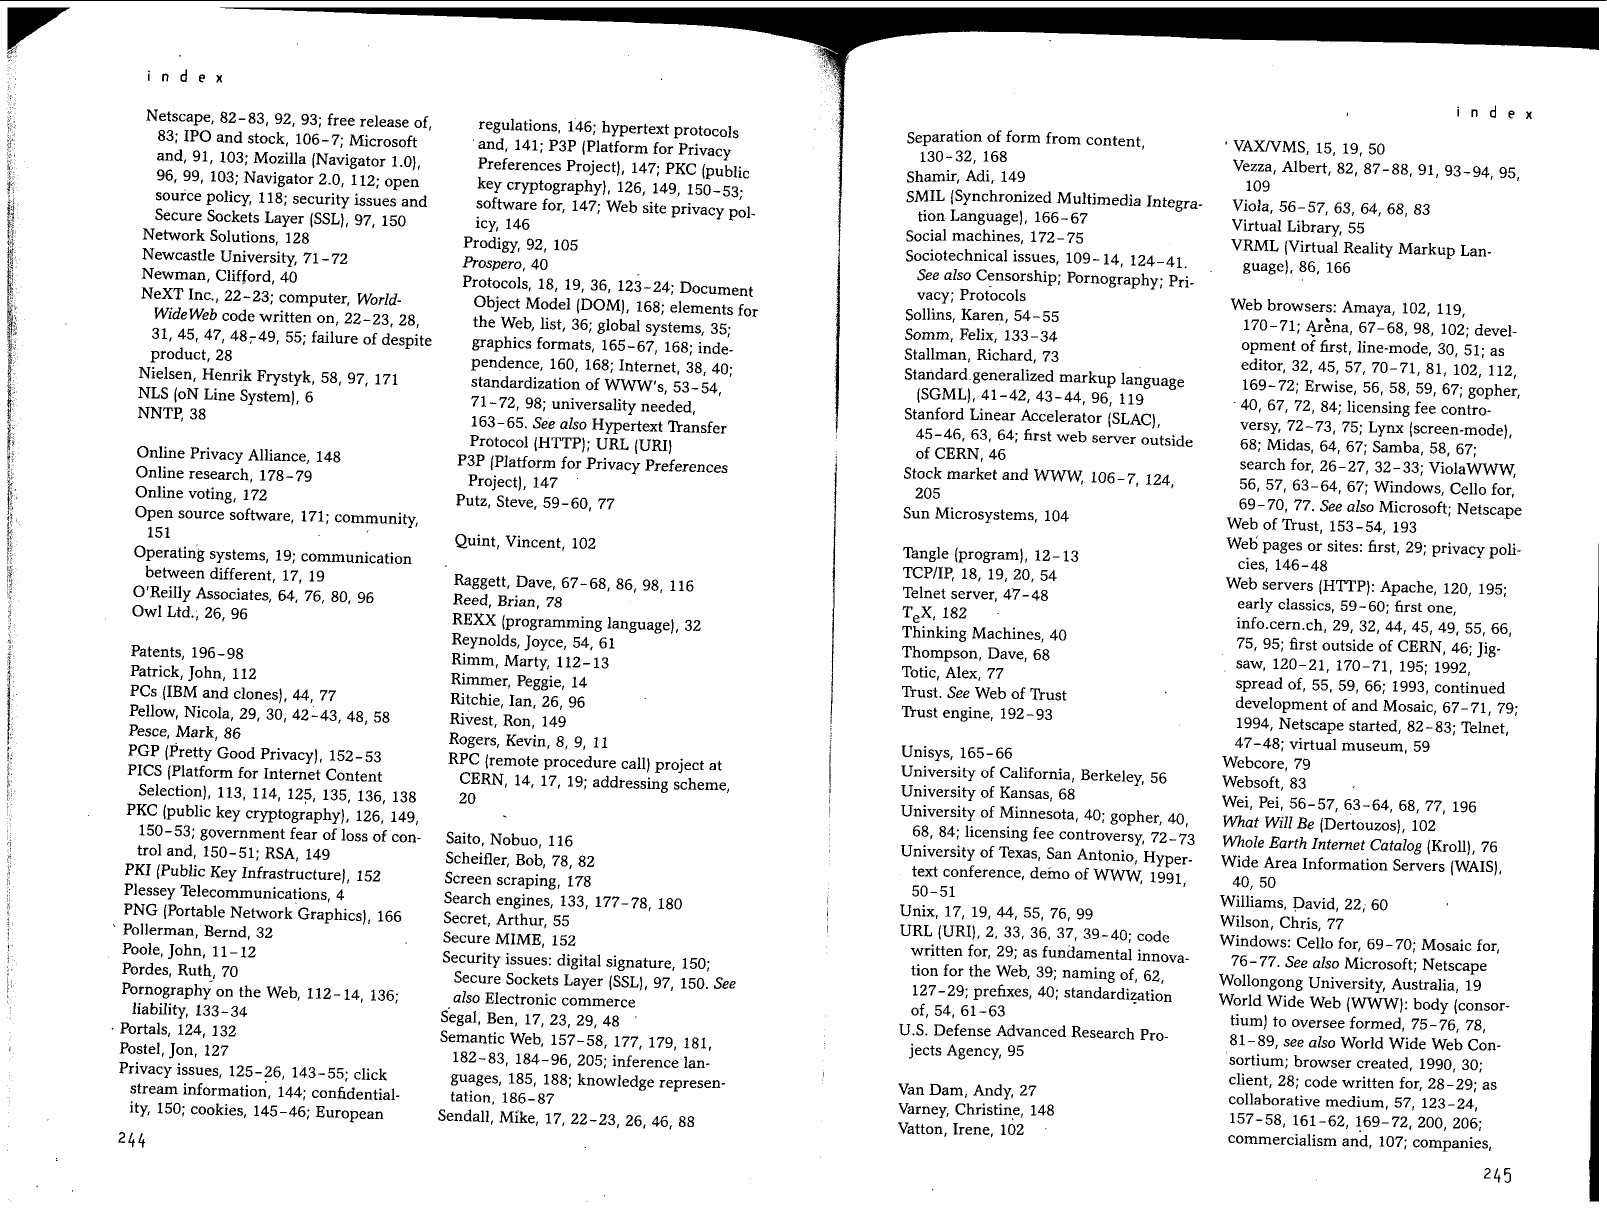 index
Netscape, 82–83, 92, 93; free release of,
83; IPO and stock, 106–7; Microsoft
and, 91, 103; Mozilla (Navigator 1.0),
96, 99, 103; Navigator 2.0, 112; open
source policy, 118; security issues and
Secure Sockets Layer (SSL), 97, 150
Network Solutions, 128
Newcastle University, 71–72
Newman, Clifford, 40
NeXT Inc., 22–23; computer, World-
WideWeb code written on, 22–23, 28,
31, 45, 47, 48–49, 55; failure of despite
product, 28
Nielsen, Henrik Frystyk, 58, 97, 171
NLS (oN Line System), 6
NNTP, 38
Online Privacy Alliance, 148
Online research, 178–79
Online voting, 172
Open source software, 171; community,
151
Operating systems, 19; communication
between different, 17, 19
O'Reilly Associates, 64, 76, 80, 96
Owl Ltd., 26, 96
Patents, 196–98
Patrick, John, 112
PCs (IBM and clones), 44, 77
Pellow, Nicola, 29, 30, 42–43, 48, 58
Pesce, Mark, 86
PGP (Pretty Good Privacy), 152–53
PICS (Platform for Internet Content
Selection), 113, 114, 125, 135, 136, 138
PKC (public key cryptography), 126, 149,
150–53; government fear of loss of con-
trol and, 150–51; RSA, 149
PKI (Public Key Infrastructure), 152
Plessey Telecommunications, 4
PNG (Portable Network Graphics), 166
Pollerman, Bernd, 32
Poole, John, 11–12
Pordes, Ruth, 70
Pornography on the Web, 112–14, 136;
liability, 133–34
Portals, 124, 132
Postel, Jon, 127
Privacy issues, 125–26, 143–55; click
stream information, 144; confidential-
ity, 150; cookies, 145–46; European
244
regulations, 146; hypertext protocols
and, 141; P3P (Platform for Privacy
Preferences Project), 147; PKC (public
key cryptography), 126, 149, 150–53;
software for, 147; Web site privacy pol-
icy, 146
Prodigy, 92, 105
Prospero, 40
Protocols, 18, 19, 36, 123–24; Document
Object Model (DOM), 168; elements for
the Web, list, 36; global systems, 35;
graphics formats, 165–67, 168; inde-
pendence, 160, 168; Internet, 38, 40;
standardization of WWW's, 53–54,
71–72, 98; universality needed,
163–65. See also Hypertext Transfer
Protocol (HTTP); URL (URI)
P3P (Platform for Privacy Preferences
Project), 147
Putz, Steve, 59–60, 77
Quint, Vincent, 102
Raggett, Dave, 67–68, 86, 98, 116
Reed, Brian, 78
REXX (programming language), 32
Reynolds, Joyce, 54, 61
Rimm, Marty, 112–13
Rimmer, Peggie, 14
Ritchie, Ian, 26, 96
Rivest, Ron, 149
Rogers, Kevin, 8, 9, 11
RPC (remote procedure call) project at
CERN, 14, 17, 19; addressing scheme,
20
Saito, Nobuo, 116
Scheifler, Bob, 78, 82
Screen scraping, 178
Search engines, 133, 177–78, 180
Secret, Arthur, 55
Secure MIME, 152
Security issues: digital signature, 150;
Secure Sockets Layer (SSL), 97, 150. See
also Electronic commerce
Segal, Ben, 17, 23, 29, 48
Semantic Web, 157–58, 177, 179, 181,
182–83, 184–96, 205; inference lan-
guages, 185, 188; knowledge represen-
tation, 186–87
Sendall, Mike, 17, 22–23, 26, 46, 88
index
Separation of form from content,
130–32, 168
Shamir, Adi, 149
SMIL (Synchronized Multimedia Integra-
tion Language), 166–67
Social machines, 172–75
Sociotechnical issues, 109–14, 124–41.
See also Censorship; Pornography; Pri-
vacy; Protocols
Sollins, Karen, 54–55
Somm, Felix, 133–34
Stallman, Richard, 73
Standard generalized markup language
(SGML), 41–42, 43–44, 96, 119
Stanford Linear Accelerator (SLAC),
45–46, 63, 64; first web server outside
of CERN, 46
Stock market and WWW, 106–7, 124,
205
Sun Microsystems, 104
Tangle (program), 12–13
TCP/IP, 18, 19, 20, 54
Telnet server, 47–48
TeX, 182
Thinking Machines, 40
Thompson, Dave, 68
Totic, Alex, 77
Trust. See Web of Trust
Trust engine, 192–93
Unisys, 165–66
University of California, Berkeley, 56
University of Kansas, 68
University of Minnesota, 40; gopher, 40,
68, 84; licensing fee controversy, 72–73
University of Texas, San Antonio, Hyper-
text conference, demo of WWW, 1991,
50–51
Unix, 17, 19, 44, 55, 76, 99
URL (URI), 2, 33, 36, 37, 39–40; code
written for, 29; as fundamental innova-
tion for the Web, 39; naming of, 62,
127–29; prefixes, 40; standardization
of, 54, 61–63
U.S. Defense Advanced Research Pro-
jects Agency, 95
Van Dam, Andy, 27
Varney, Christine, 148
Vatton, Irene, 102
VAX/VMS, 15, 19, 50
Vezza, Albert, 82, 87–88, 91, 93–94, 95,
109
Viola, 56–57, 63, 64, 68, 83
Virtual Library, 55
VRML (Virtual Reality Markup Lan-
guage), 86, 166
Web browsers: Amaya, 102, 119,
170–71; Arena, 67–68, 98, 102; devel-
opment of first, line-mode, 30, 51; as
editor, 32, 45, 57, 70–71, 81, 102, 112,
169–72; Erwise, 56, 58, 59, 67; gopher,
40, 67, 72, 84; licensing fee contro-
versy, 72–73, 75; Lynx (screen-mode),
68; Midas, 64, 67; Samba, 58, 67;
search for, 26–27, 32–33; ViolaWWW,
56, 57, 63–64, 67; Windows, Cello for,
69–70, 77. See also Microsoft; Netscape
Web of Trust, 153–54, 193
Web pages or sites: first, 29; privacy poli-
cies, 146–48
Web servers (HTTP): Apache, 120, 195;
early classics, 59–60; first one,
info.cern.ch, 29, 32, 44, 45, 49, 55, 66,
75, 95; first outside of CERN, 46; Jig-
saw, 120–21, 170–71, 195; 1992,
spread of, 55, 59, 66; 1993, continued
development of and Mosaic, 67–71, 79;
1994, Netscape started, 82–83; Telnet,
47–48; virtual museum, 59
Webcore, 79
Websoft, 83
Wei, Pei, 56–57, 63–64, 68, 77, 196
What Will Be (Dertouzos), 102
Whole Earth Internet Catalog (Kroll), 76
Wide Area Information Servers (WAIS),
40, 50
Williams, David, 22, 60
Wilson, Chris, 77
Windows: Cello for, 69–70; Mosaic for,
76–77. See also Microsoft; Netscape
Wollongong University, Australia, 19
World Wide Web (WWW): body (consor-
tium) to oversee formed, 75–76, 78,
81–89, see also World Wide Web Con-
sortium; browser created, 1990, 30;
client, 28; code written for, 28–29; as
collaborative medium, 57, 123–24,
157–58, 161–62, 169–72, 200, 206;
commercialism and, 107; companies,
245